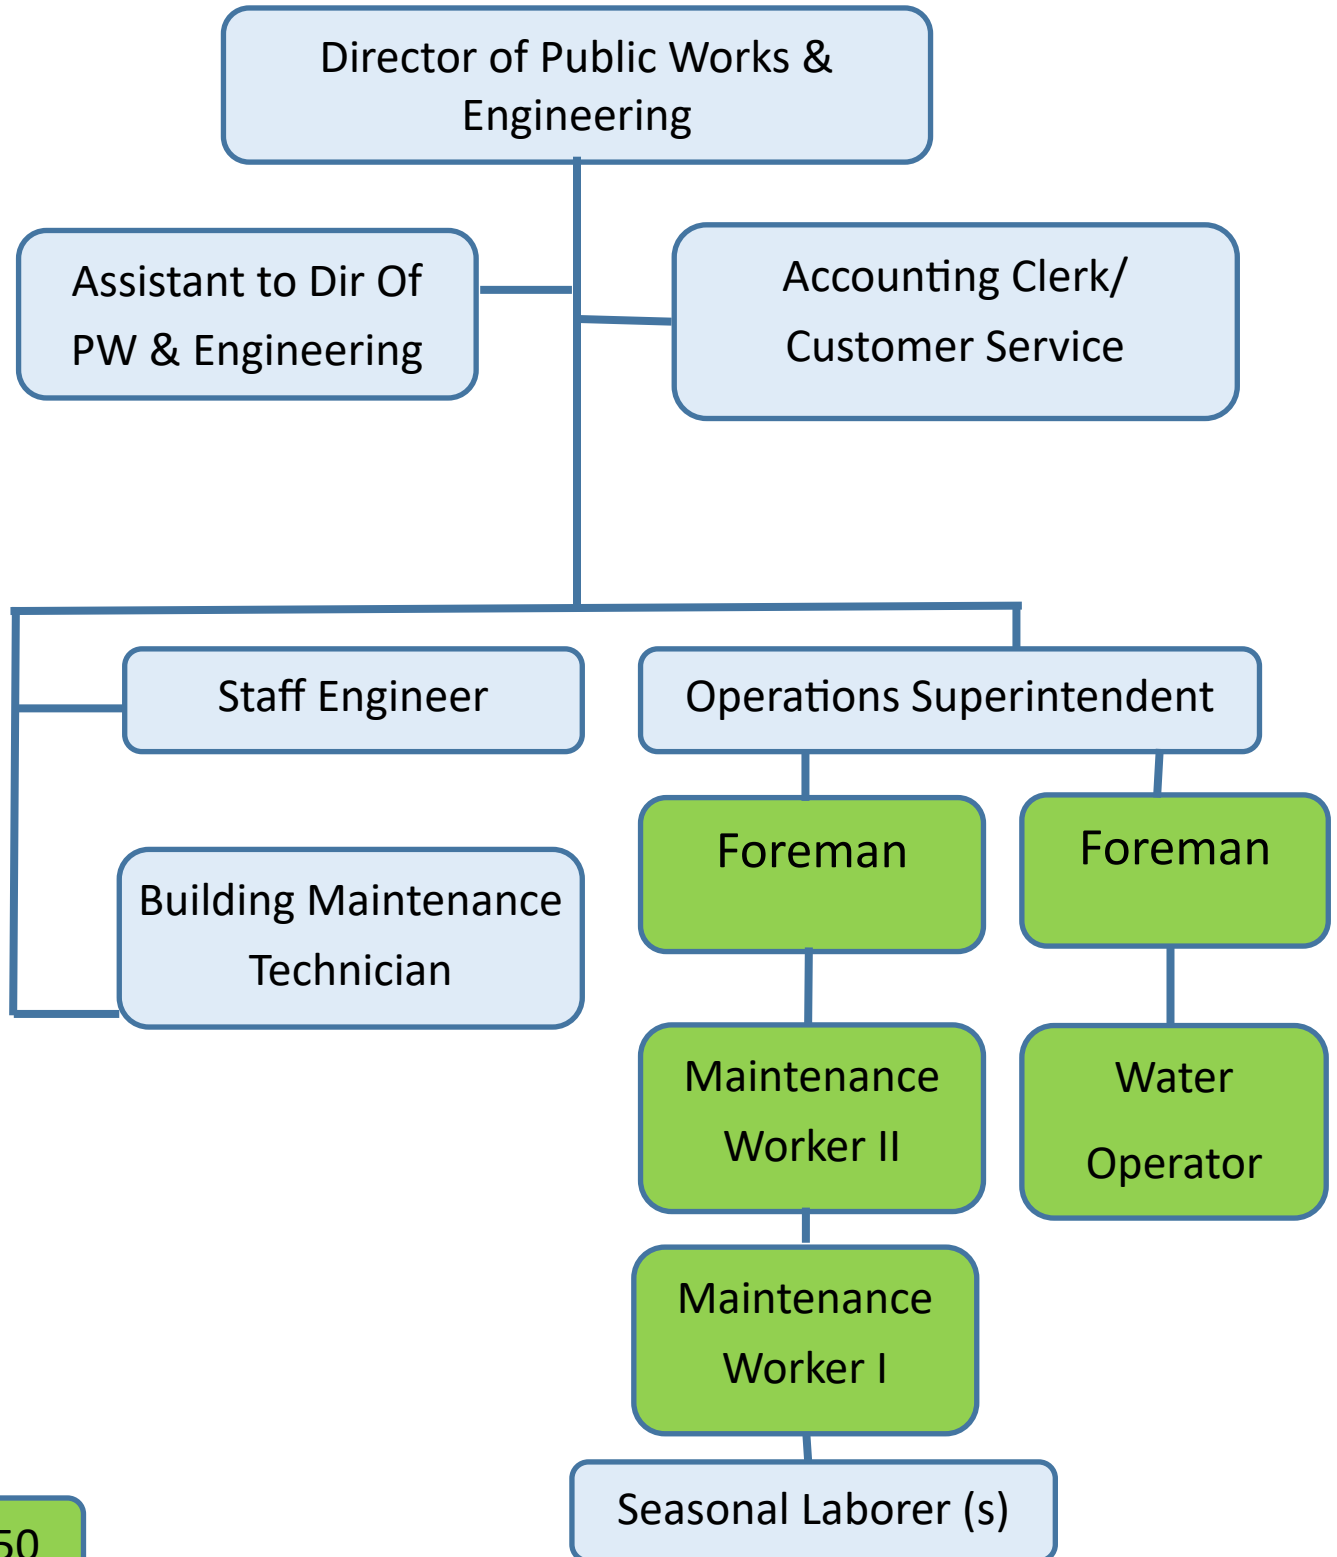 Director of Public Works &
Engineering
Assistant to Dir Of
PW & Engineering
Accounting Clerk/
Customer Service
Staff Engineer
Operations Superintendent
Building Maintenance
Technician
Foreman
Foreman
Maintenance
Worker II
Water
Operator
Maintenance
Worker I
Seasonal Laborer (s)